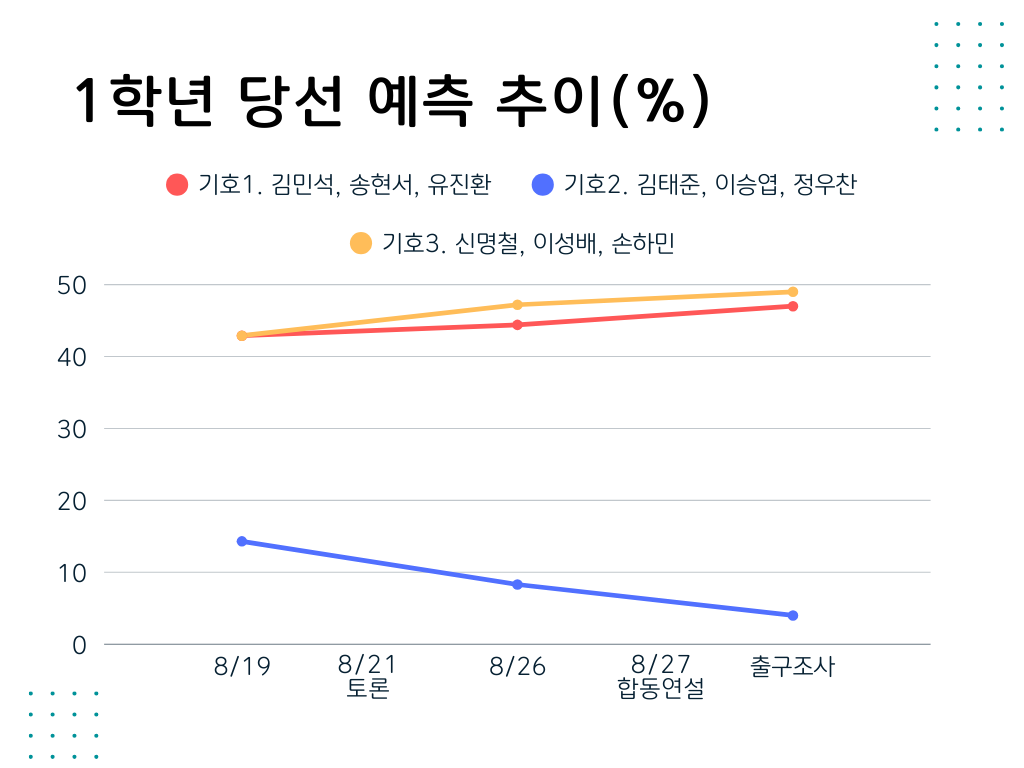 1학년 당선 예측 추이(%)
기호1. 김민석, 송현서, 유진환
기호2. 김태준, 이승엽, 정우찬
기호3. 신명철, 이성배, 손하민
50
40
30
20
10
0
8/19
8/21
토론
8/26
8/27
합동연설
출구조사